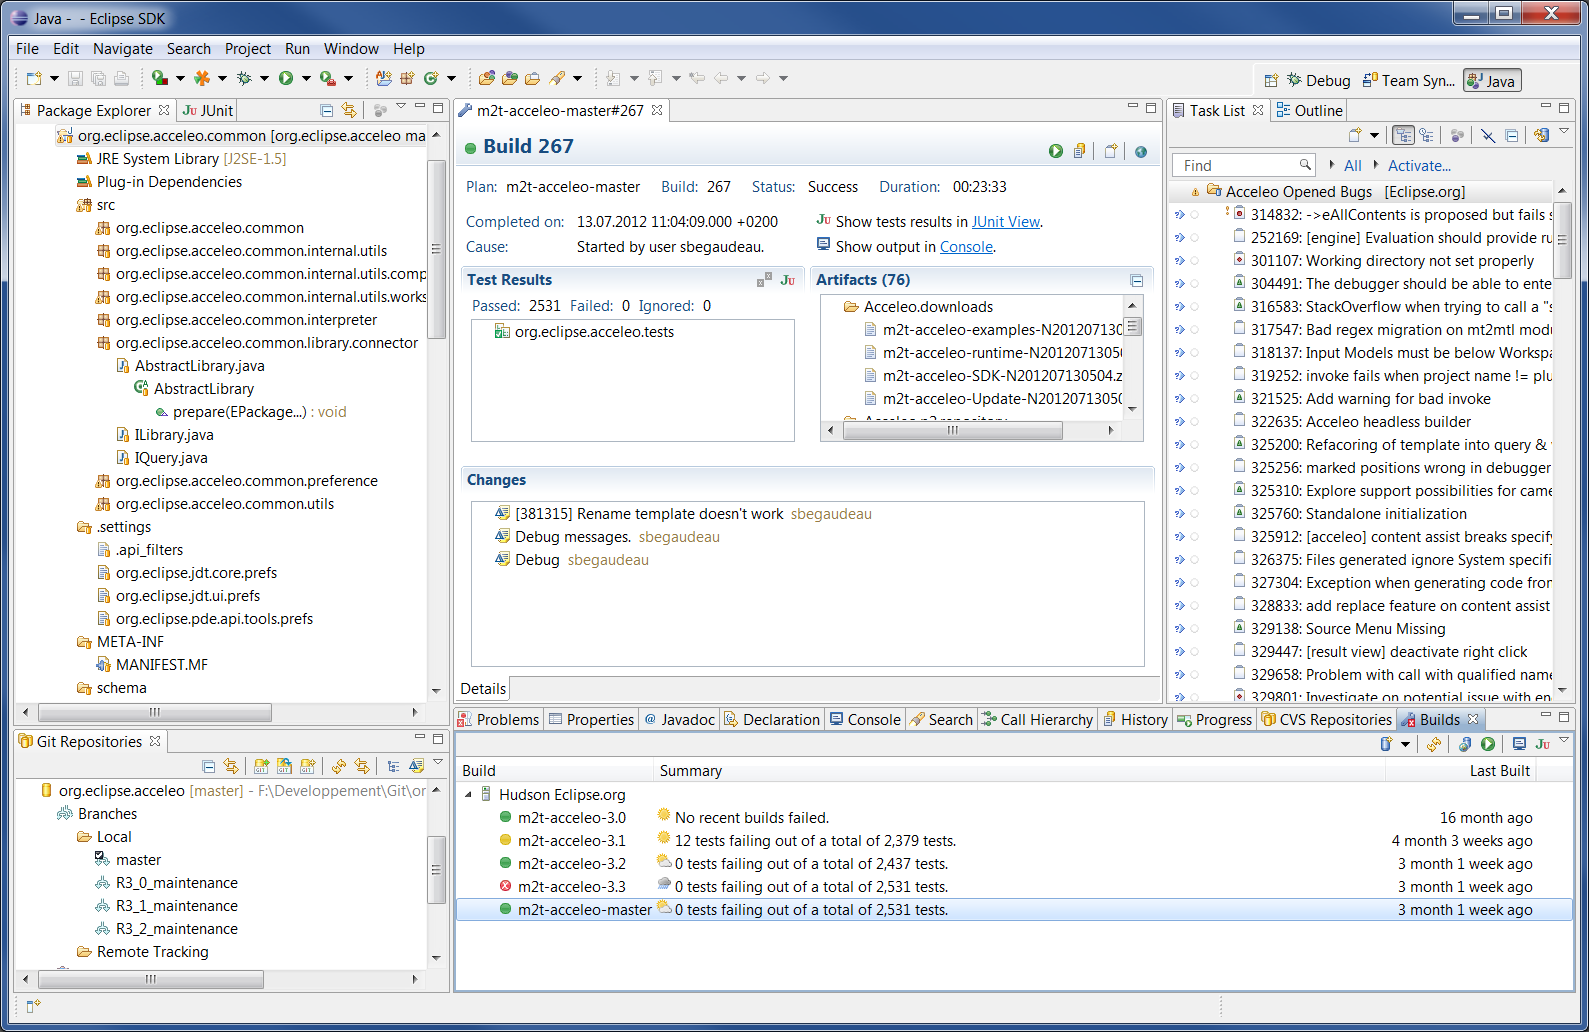 Java -  - Eclipse SDK
File Edit Navigate Search Project Run Window Help
Debug Team Syn... Java
Package Explorer JUnit
org.eclipse.acceleo.common [org.eclipse.acceleo ma
JRE System Library [J2SE-1.5]
Plug-in Dependencies
src
org.eclipse.acceleo.common
org.eclipse.acceleo.common.internal.utils
org.eclipse.acceleo.common.internal.utils.comp
org.eclipse.acceleo.common.internal.utils.works
org.eclipse.acceleo.common.interpreter
org.eclipse.acceleo.common.library.connector
AbstractLibrary.java
AbstractLibrary
prepare(EPackage...) : void
ILibrary.java
IQuery.java
org.eclipse.acceleo.common.preference
org.eclipse.acceleo.common.utils
.settings
.api_filters
org.eclipse.jdt.core.prefs
org.eclipse.jdt.ui.prefs
org.eclipse.pde.api.tools.prefs
META-INF
MANIFEST.MF
schema
Git Repositories
org.eclipse.acceleo [master] - F:\Developpement\Git\or
Branches
Local
master
R3_0_maintenance
R3_1_maintenance
R3_2_maintenance
Remote Tracking
m2t-acceleo-master#267
Build 267
Plan: m2t-acceleo-master Build: 267 Status: Success Duration: 00:23:33
Completed on: 13.07.2012 11:04:09.000 +0200 Show tests results in JUnit View.
Cause: Started by user sbegaudeau. Show output in Console.
Test Results
Passed: 2531 Failed: 0 Ignored: 0
org.eclipse.acceleo.tests
Artifacts (76)
Acceleo.downloads
m2t-acceleo-examples-N20120713
m2t-acceleo-runtime-N2012071305
m2t-acceleo-SDK-N201207130504.z
m2t-acceleo-Update-N2012071305
Acceleo.p2.repository
Changes
[381315] Rename template doesn't work sbegaudeau
Debug messages. sbegaudeau
Debug sbegaudeau
Details
Task List Outline
Find All Activate...
Acceleo Opened Bugs [Eclipse.org]
314832: ->eAllContents is proposed but fails s
252169: [engine] Evaluation should provide ru
301107: Working directory not set properly
304491: The debugger should be able to ente
316583: StackOverflow when trying to call a "s
317547: Bad regex migration on mt2mtl modu
318137: Input Models must be below Workspa
319252: invoke fails when project name != plu
321525: Add warning for bad invoke
322635: Acceleo headless builder
325200: Refacoring of template into query &
325256: marked positions wrong in debugger
325310: Explore support possibilities for came
325760: Standalone initialization
325912: [acceleo] content assist breaks specify
326375: Files generated ignore System specifi
327304: Exception when generating code from
328833: add replace feature on content assist
329138: Source Menu Missing
329447: [result view] deactivate right click
329658: Problem with call with qualified name
329801: Investigate on potential issue with en
Problems Properties Javadoc Declaration Console Search Call Hierarchy History Progress CVS Repositories Builds
Build Summary Last Built
Hudson Eclipse.org
m2t-acceleo-3.0 No recent builds failed. 16 month ago
m2t-acceleo-3.1 12 tests failing out of a total of 2,379 tests. 4 month 3 weeks ago
m2t-acceleo-3.2 0 tests failing out of a total of 2,437 tests. 3 month 1 week ago
m2t-acceleo-3.3 0 tests failing out of a total of 2,531 tests. 3 month 1 week ago
m2t-acceleo-master 0 tests failing out of a total of 2,531 tests. 3 month 1 week ago